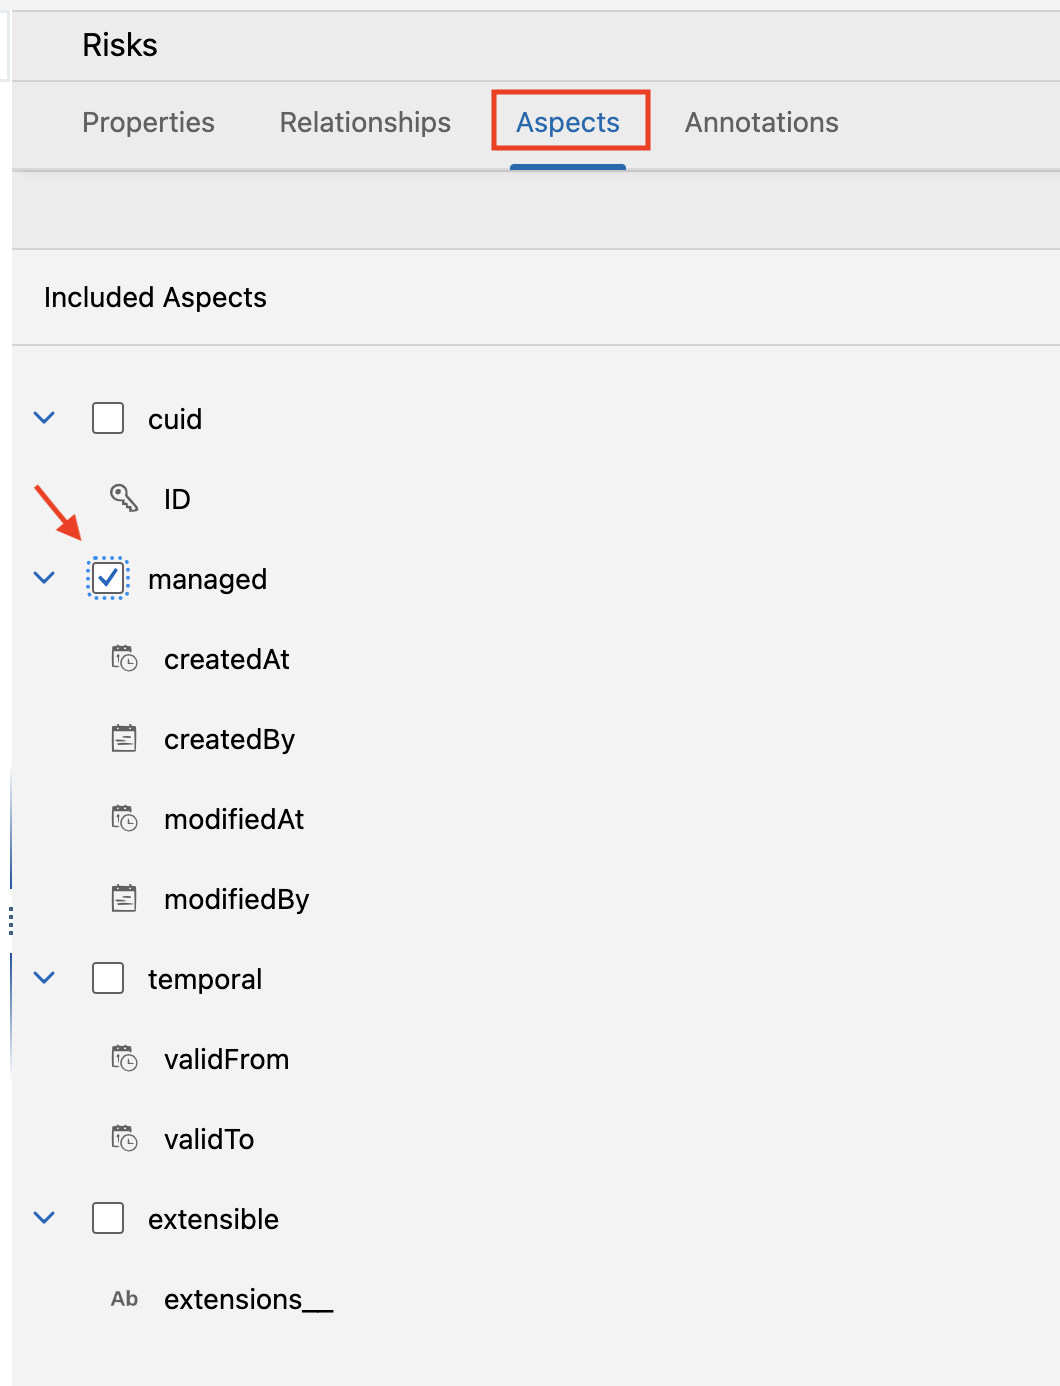 Risks
Properties Relationships Aspects Annotations
Included Aspects
cuid
ID
managed
createdAt
createdBy
modifiedAt
modifiedBy
temporal
validFrom
validTo
extensible
Ab extensions__